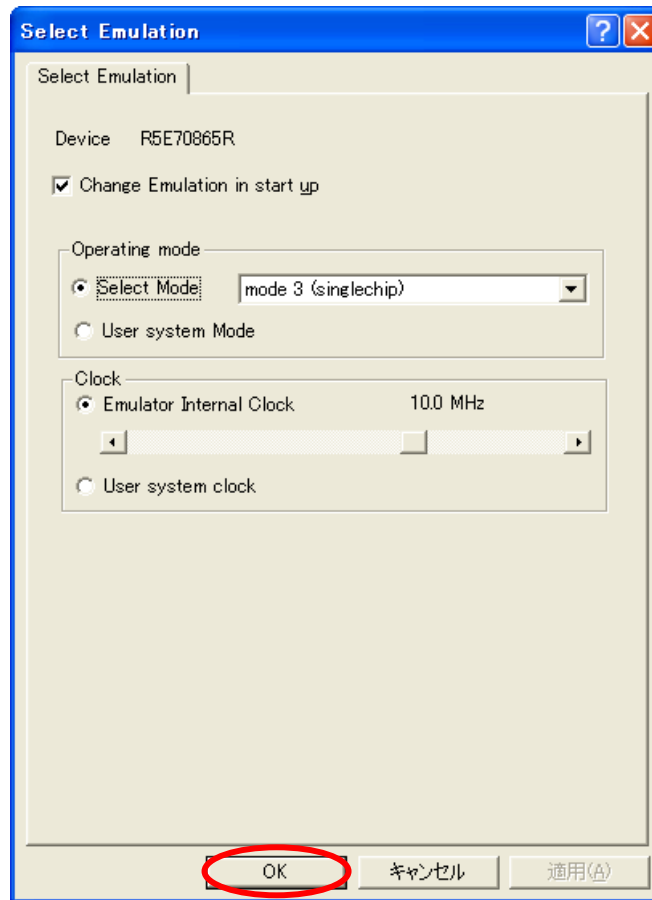 Select Emulation
Select Emulation
Device R5E70865R
Change Emulation in start up
Operating mode
Select Mode mode 3 (singlechip)
User system Mode
Clock
Emulator Internal Clock 10.0 MHz
User system clock
OK キャンセル 適用(A)